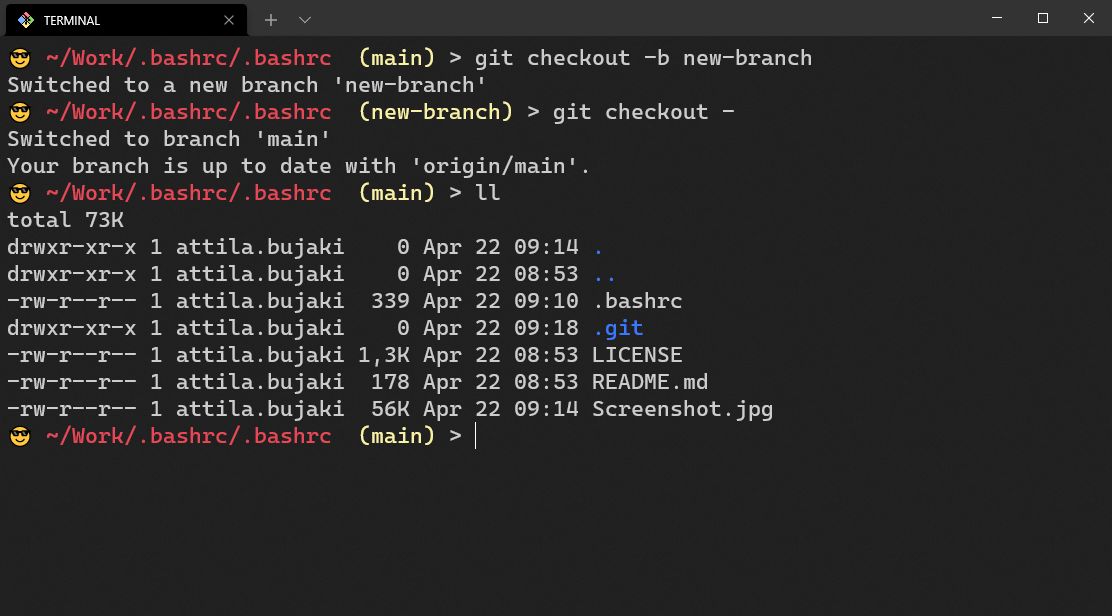 TERMINAL
😎 ~/Work/.bashrc/.bashrc  (main) > git checkout -b new-branch
Switched to a new branch 'new-branch'
😎 ~/Work/.bashrc/.bashrc  (new-branch) > git checkout -
Switched to branch 'main'
Your branch is up to date with 'origin/main'.
😎 ~/Work/.bashrc/.bashrc  (main) > ll
total 73K
drwxr-xr-x 1 attila.bujaki    0 Apr 22 09:14 .
drwxr-xr-x 1 attila.bujaki    0 Apr 22 08:53 ..
-rw-r--r-- 1 attila.bujaki  339 Apr 22 09:10 .bashrc
drwxr-xr-x 1 attila.bujaki    0 Apr 22 09:18 .git
-rw-r--r-- 1 attila.bujaki 1,3K Apr 22 08:53 LICENSE
-rw-r--r-- 1 attila.bujaki  178 Apr 22 08:53 README.md
-rw-r--r-- 1 attila.bujaki  56K Apr 22 09:14 Screenshot.jpg
😎 ~/Work/.bashrc/.bashrc  (main) >